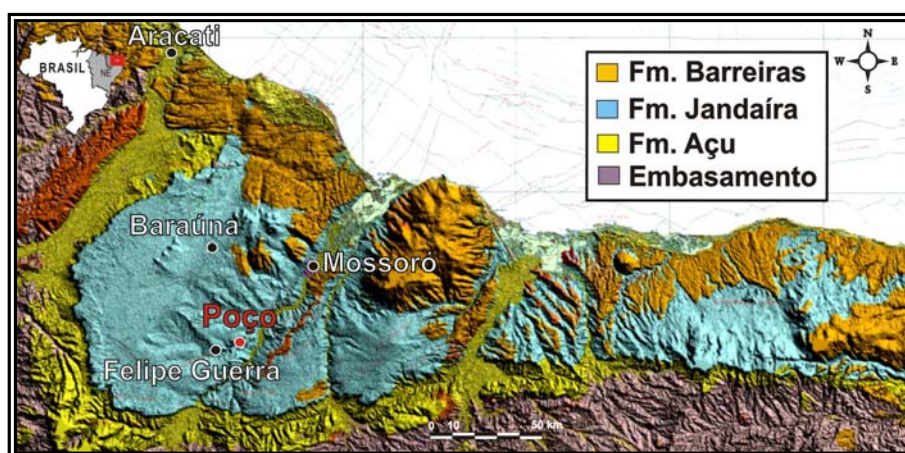 Aracati
BRASIL
NE
Fm. Barreiras
Fm. Jandaíra
Fm. Açu
Embasamento
N
W
E
S
Baraúna
Mossoró
Poço
Felipe Guerra
0 10 50 km